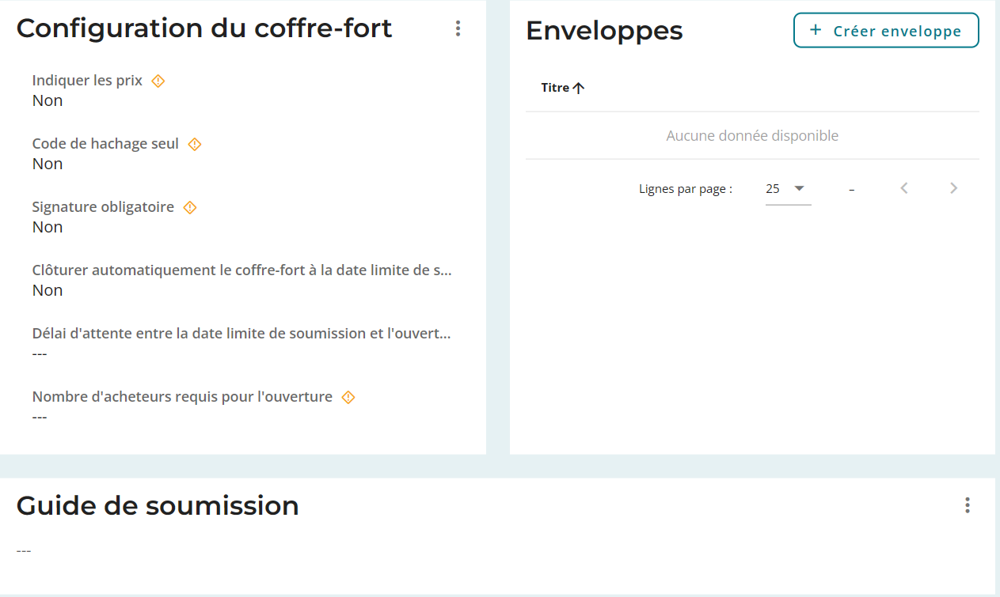 Configuration du coffre-fort
Indiquer les prix
Non
Code de hachage seul
Non
Signature obligatoire
Non
Clôturer automatiquement le coffre-fort à la date limite de s...
Non
Délai d'attente entre la date limite de soumission et l'ouvert...
---
Nombre d'acheteurs requis pour l'ouverture
---
Enveloppes
+ Créer enveloppe
Titre
Aucune donnée disponible
Lignes par page : 25 –
Guide de soumission
---